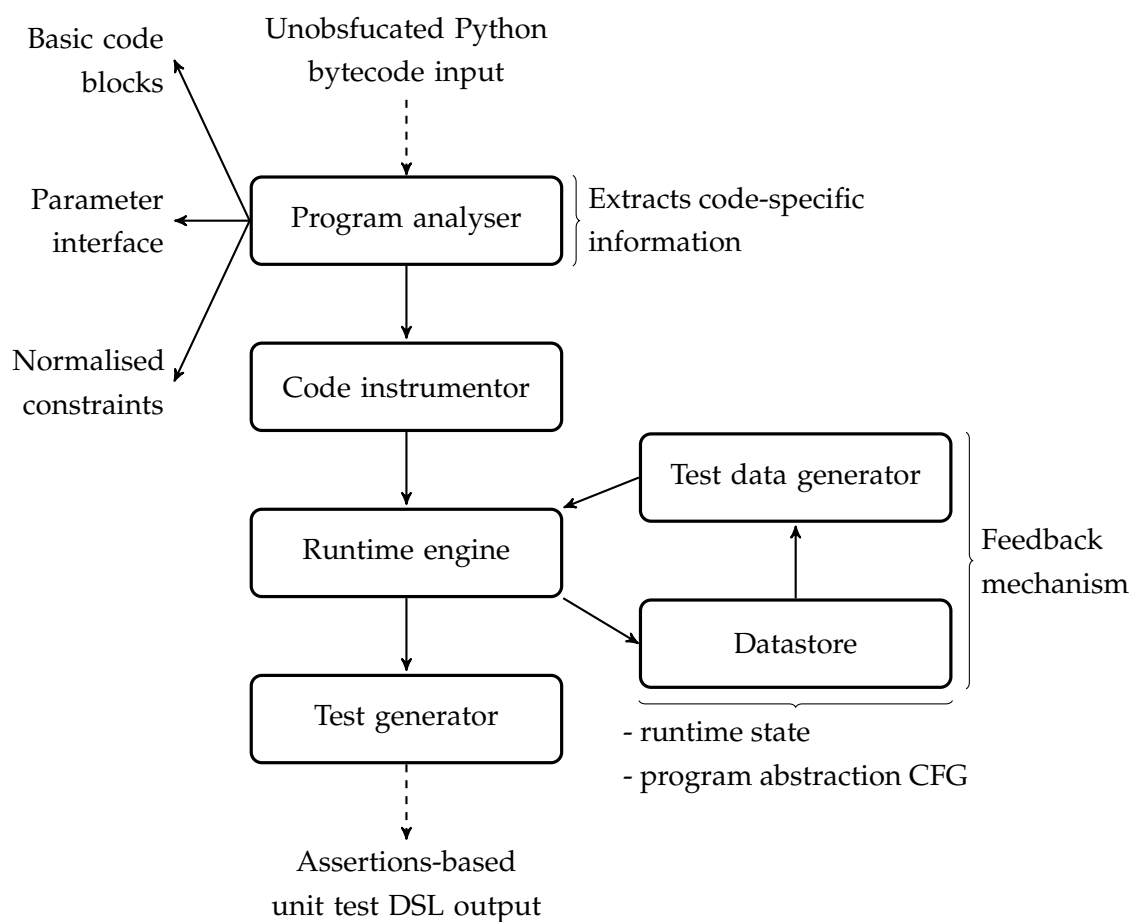 Basic code
blocks
Unobsfucated Python
bytecode input
Parameter
interface
Program analyser
Extracts code-specific
information
Normalised
constraints
Code instrumentor
Test data generator
Runtime engine
Feedback
mechanism
Datastore
Test generator
- runtime state
- program abstraction CFG
Assertions-based
unit test DSL output